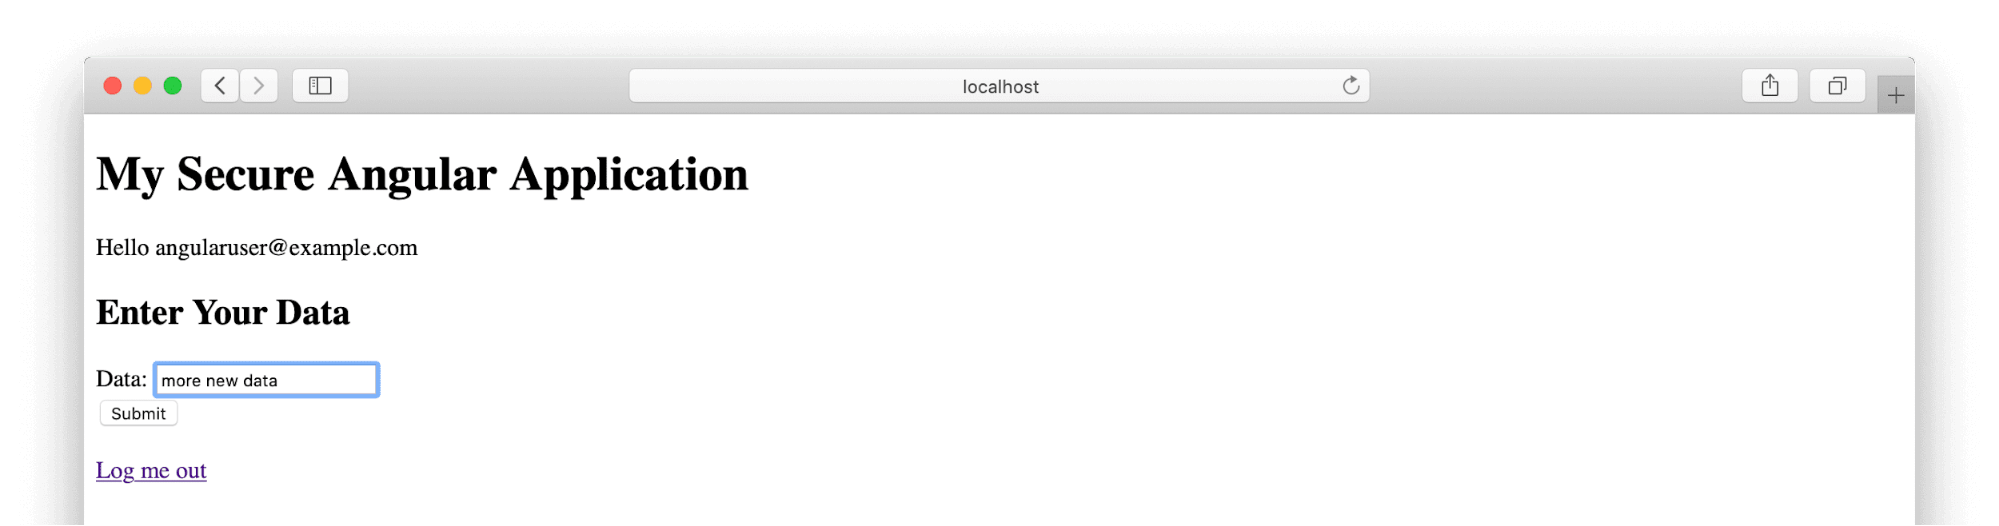 localhost
My Secure Angular Application
Hello angularuser@example.com
Enter Your Data
Data: more new data
Submit
Log me out